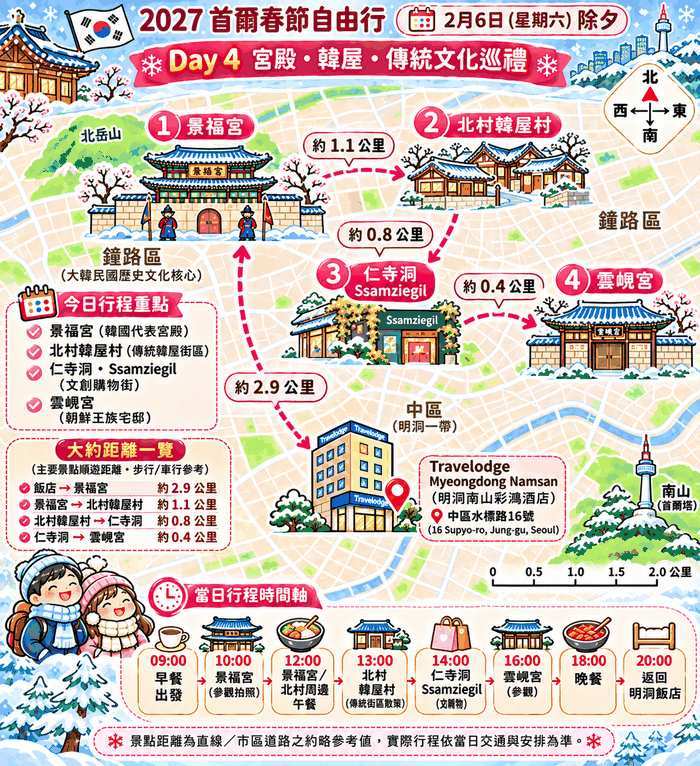 2027 首爾春節自由行
2月6日(星期六) 除夕
Day 4 宮殿・韓屋・傳統文化巡禮
北
西
東
南
北岳山
1 景福宮
景福宮
約 1.1 公里
2 北村韓屋村
鐘路區
(大韓民國歷史文化核心)
鐘路區
約 0.8 公里
3 仁寺洞
Ssamziegil
Ssamziegil
約 0.4 公里
4 雲峴宮
雲峴宮
今日行程重點
景福宮 (韓國代表宮殿)
北村韓屋村 (傳統韓屋街區)
仁寺洞・Ssamziegil
(文創購物街)
雲峴宮
(朝鮮王族宅邸)
約 2.9 公里
中區
(明洞一帶)
Travelodge
Travelodge
Travelodge
Travelodge
Myeongdong Namsan
(明洞南山彩鴻酒店)
中區水標路16號
(16 Supyo-ro, Jung-gu, Seoul)
南山
(首爾塔)
大約距離一覽
(主要景點順遊距離・步行/車行參考)
飯店 → 景福宮 約 2.9 公里
景福宮 → 北村韓屋村 約 1.1 公里
北村韓屋村 → 仁寺洞 約 0.8 公里
仁寺洞 → 雲峴宮 約 0.4 公里
0 0.5 1.0 1.5 2.0 公里
當日行程時間軸
09:00
早餐
出發
10:00
景福宮
(參觀拍照)
12:00
景福宮/
北村周邊
午餐
13:00
北村
韓屋村
(傳統街區散策)
14:00
仁寺洞
Ssamziegil
(文創購物)
16:00
雲峴宮
(參觀)
18:00
晚餐
20:00
返回
明洞飯店
景點距離為直線／市區道路之約略參考值，實際行程依當日交通與安排為準。